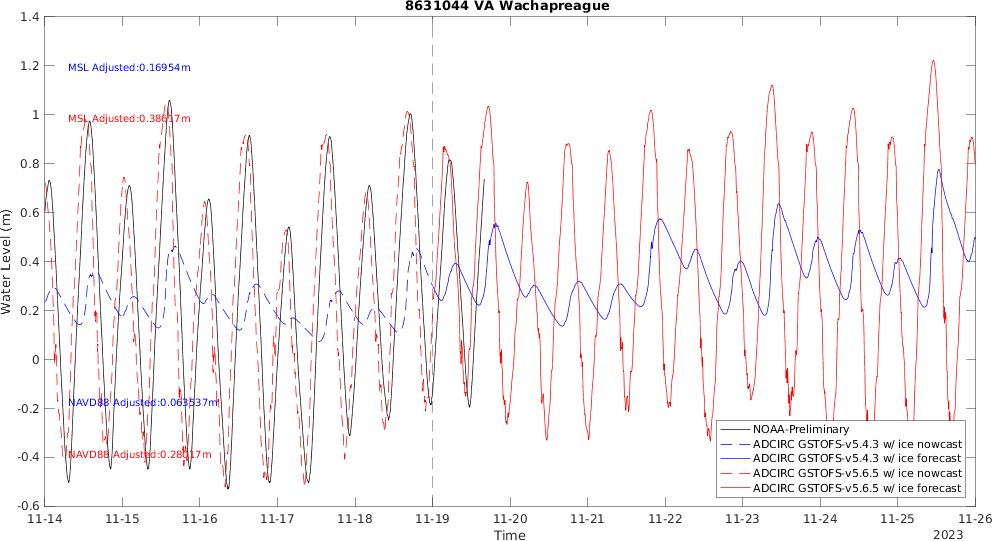 8631044 VA Wachapreague
1.4
1.2
1
0.8
0.6
0.4
0.2
0
-0.2
-0.4
-0.6
Water Level (m)
MSL Adjusted:0.16954m
MSL Adjusted:0.38617m
NAVD88 Adjusted:0.063537m
NAVD88 Adjusted:0.28017m
NOAA-Preliminary
ADCIRC GSTOFS-v5.4.3 w/ ice nowcast
ADCIRC GSTOFS-v5.4.3 w/ ice forecast
ADCIRC GSTOFS-v5.6.5 w/ ice nowcast
ADCIRC GSTOFS-v5.6.5 w/ ice forecast
11-14 11-15 11-16 11-17 11-18 11-19 11-20 11-21 11-22 11-23 11-24 11-25 11-26
Time
2023